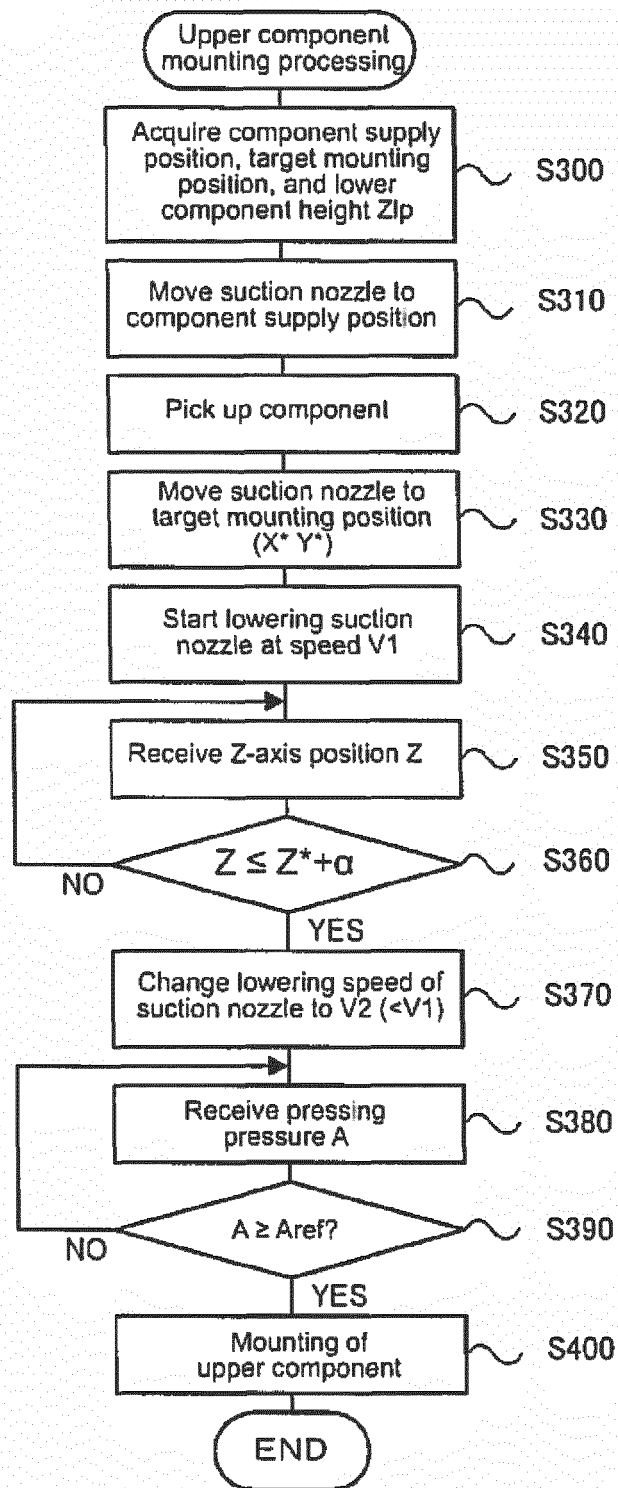 Upper component
mounting processing
Acquire component supply
position, target mounting
position, and lower
component height Zlp
S300
Move suction nozzle to
component supply position
S310
Pick up component
S320
Move suction nozzle to
target mounting position
(X* Y*)
S330
Start lowering suction
nozzle at speed V1
S340
Receive Z-axis position Z
S350
Z ≤ Z*+α
S360
NO
YES
Change lowering speed of
suction nozzle to V2 (<V1)
S370
Receive pressing
pressure A
S380
A ≥ Aref?
S390
NO
YES
Mounting of
upper component
S400
END